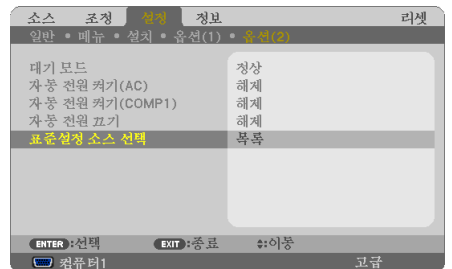 소스 조정 설정 정보 리셋
일반 • 메뉴 • 설치 • 옵션(1) • 옵션(2)
대기 모드 정상
자동 전원 켜기(AC) 해제
자동 전원 켜기(COMP1) 해제
자동 전원 끄기 해제
표준설정 소스 선택 목록
ENTER :선택 EXIT :종료 :이동
컴퓨터1 고급